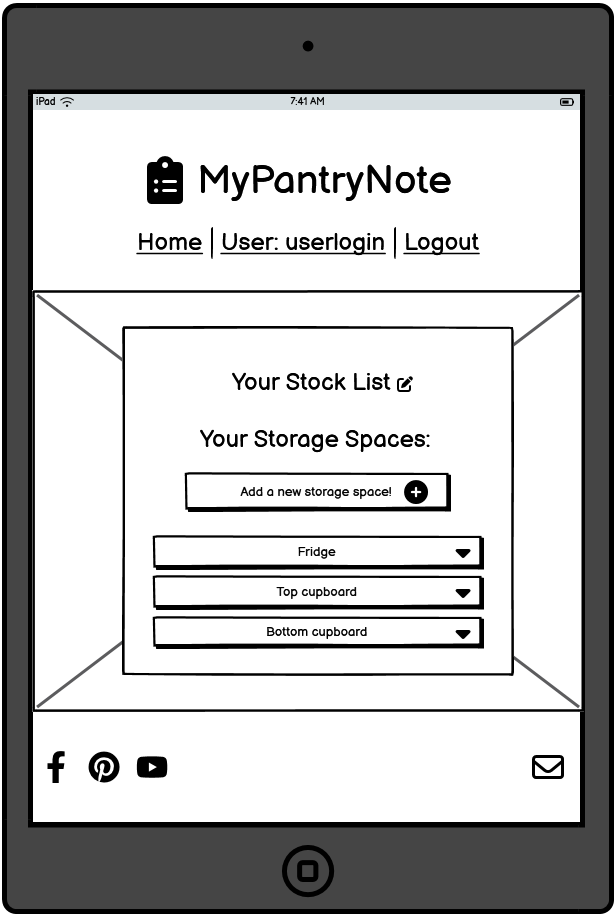 iPad 7:41 AM
MyPantryNote
Home User: userlogin Logout
Your Stock List
Your Storage Spaces:
Add a new storage space!
Fridge
Top cupboard
Bottom cupboard